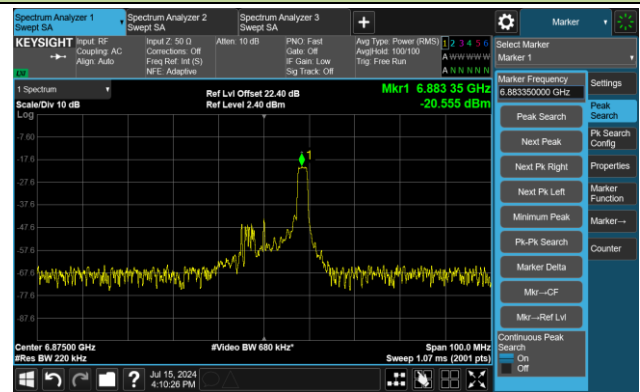 Spectrum Analyzer 1
Swept SA
Spectrum Analyzer 2
Swept SA
Spectrum Analyzer 3
Swept SA
Marker
KEYSIGHT
Input: RF
Coupling: AC
Align: Auto
Input Z: 50 Ω
Corrections: Off
Freq Ref: Int (S)
NFE: Adaptive
Atten: 10 dB
PNO: Fast
Gate: Off
IF Gain: Low
Sig Track: Off
Avg Type: Power (RMS)
Avg|Hold: 100/100
Trig: Free Run
1 2 3 4 5 6
A W W W W W
A N N N N N
LXI
1 Spectrum
Scale/Div 10 dB
Log
Ref Lvl Offset 22.40 dB
Ref Level 2.40 dBm
Mkr1 6.883 35 GHz
-20.555 dBm
1
-7.60
-17.6
-27.6
-37.6
-47.6
-57.6
-67.6
-77.6
-87.6
Center 6.87500 GHz
#Res BW 220 kHz
#Video BW 680 kHz*
Span 100.0 MHz
Sweep 1.07 ms (2001 pts)
Jul 15, 2024
4:10:26 PM
Select Marker
Marker 1
Marker Frequency
6.883350000 GHz
Peak Search
Next Peak
Next Pk Right
Next Pk Left
Minimum Peak
Pk-Pk Search
Marker Delta
Mkr→CF
Mkr→Ref Lvl
Continuous Peak
Search
On
Off
Settings
Peak
Search
Pk Search
Config
Properties
Marker
Function
Marker→
Counter